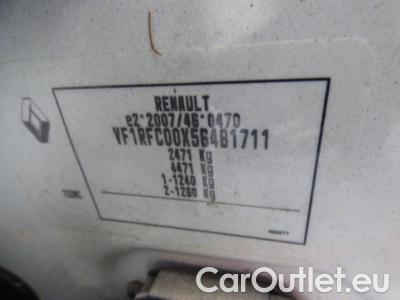 RENAULT
e2*2007/46*0470
VF1RFC00X56481711
2471 Kg
4471 Kg
1-1240 Kg
2-1260 Kg
CarOutlet.eu